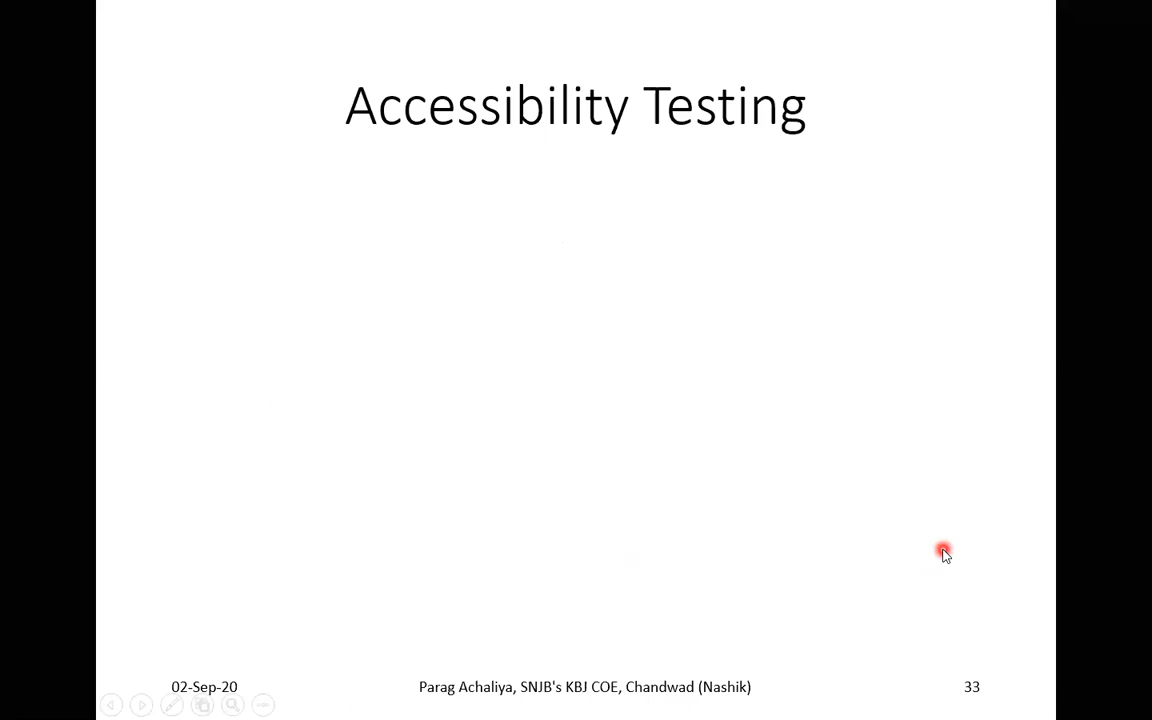 Accessibility Testing
02-Sep-20
Parag Achaliya, SNJB's KBJ COE, Chandwad (Nashik)
33